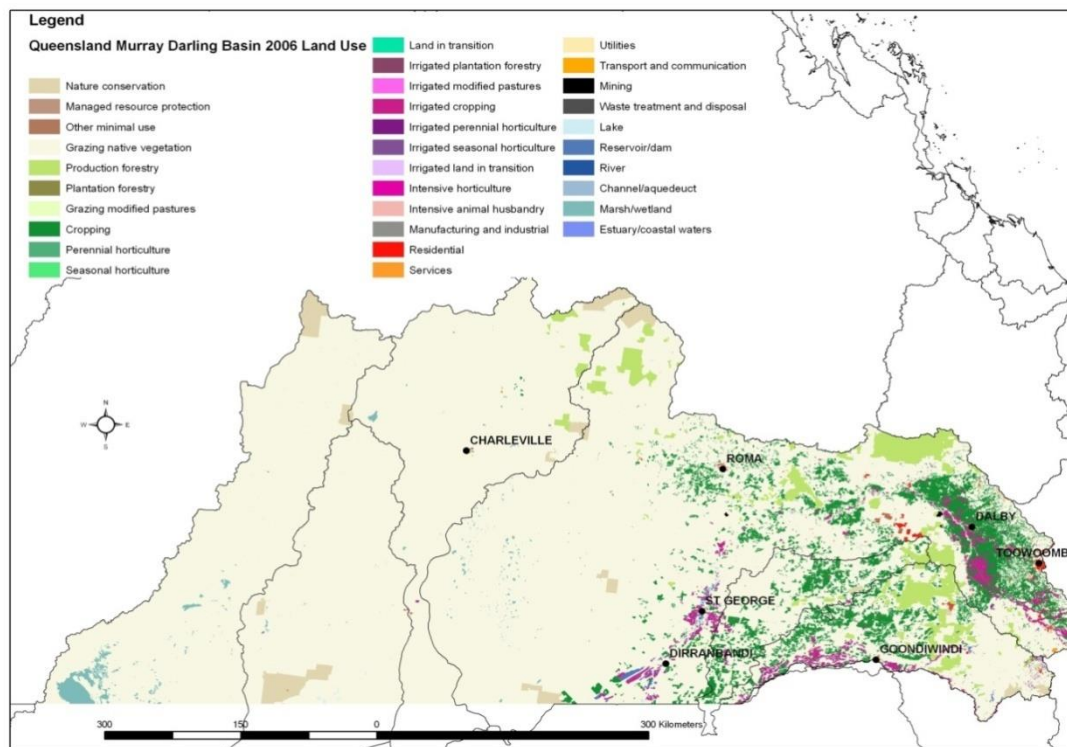 Legend
Queensland Murray Darling Basin 2006 Land Use
Nature conservation
Managed resource protection
Other minimal use
Grazing native vegetation
Production forestry
Plantation forestry
Grazing modified pastures
Cropping
Perennial horticulture
Seasonal horticulture
Land in transition
Irrigated plantation forestry
Irrigated modified pastures
Irrigated cropping
Irrigated perennial horticulture
Irrigated seasonal horticulture
Irrigated land in transition
Intensive horticulture
Intensive animal husbandry
Manufacturing and industrial
Residential
Services
Utilities
Transport and communication
Mining
Waste treatment and disposal
Lake
Reservoir/dam
River
Channel/aquedeuct
Marsh/wetland
Estuary/coastal waters
N
W E
S
CHARLEVILLE
ROMA
DALBY
TOOWOOMB
ST GEORGE
DIRRANBANDI
GOONDIWINDI
300 150 0 300 Kilometers